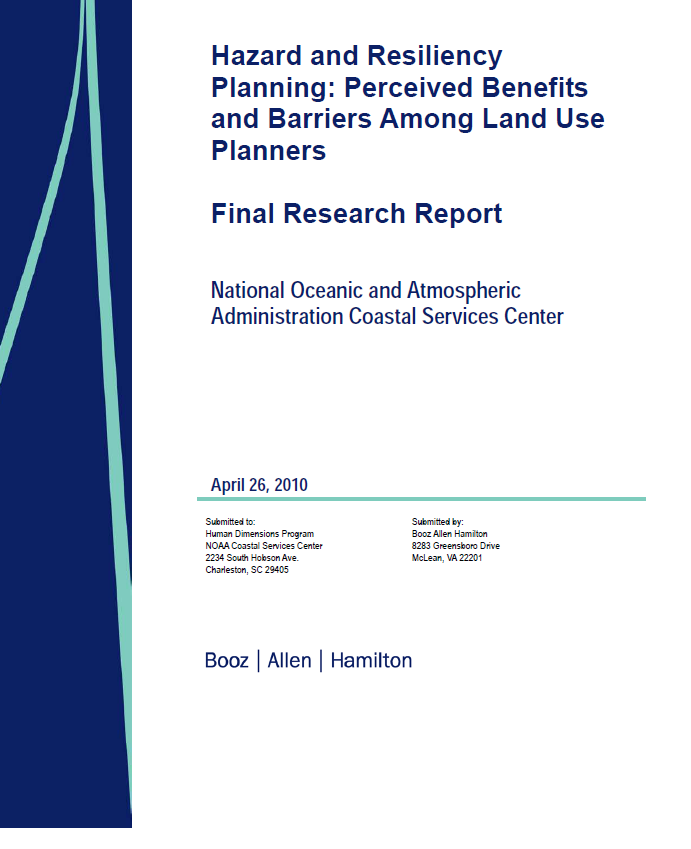 Hazard and Resiliency
Planning: Perceived Benefits
and Barriers Among Land Use
Planners
Final Research Report
National Oceanic and Atmospheric
Administration Coastal Services Center
April 26, 2010
Submitted to:
Human Dimensions Program
NOAA Coastal Services Center
2234 South Hobson Ave.
Charleston, SC 29405
Submitted by:
Booz Allen Hamilton
8283 Greensboro Drive
McLean, VA 22201
Booz | Allen | Hamilton